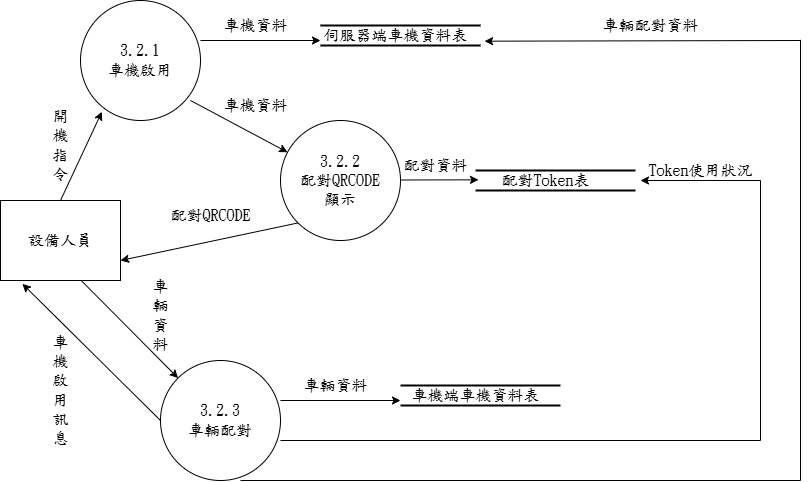 車機資料
車輛配對資料
伺服器端車機資料表
3.2.1
車機啟用
車機資料
開機指令
3.2.2
配對QRCODE
顯示
配對資料
配對Token表
Token使用狀況
配對QRCODE
設備人員
車輛資料
車機啟用訊息
車輛資料
車機端車機資料表
3.2.3
車輛配對